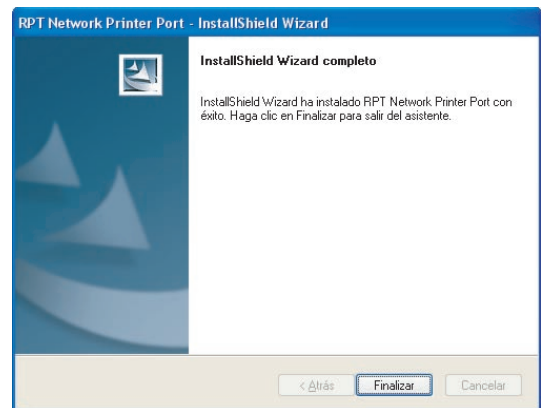 RPT Network Printer Port - InstallShield Wizard
InstallShield Wizard completo
InstallShield Wizard ha instalado RPT Network Printer Port con
éxito. Haga clic en Finalizar para salir del asistente.
< Atrás Finalizar Cancelar